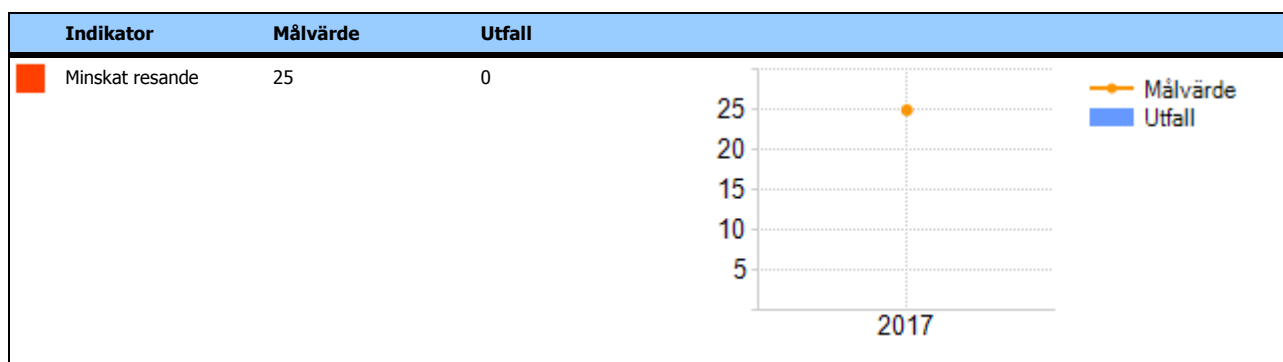 Indikator Målvärde Utfall
Minskat resande 25 0
25
20
15
10
5
2017
Målvärde
Utfall